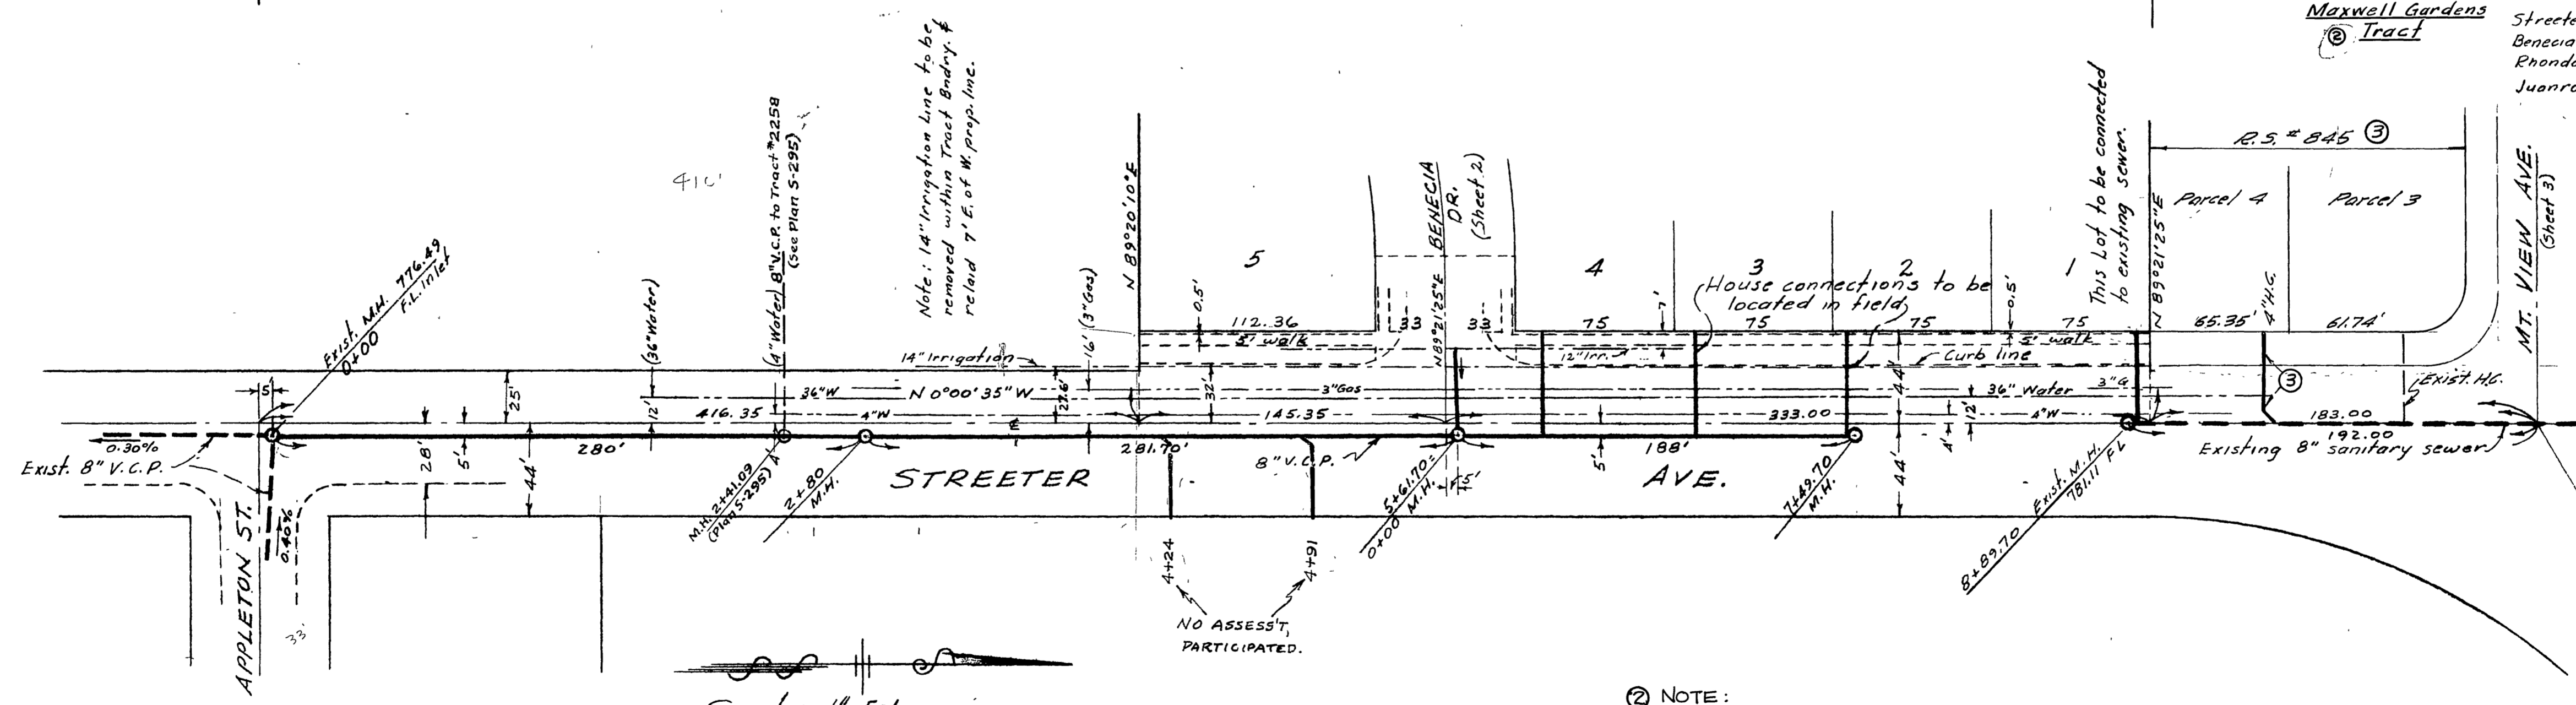 Maxwell Gardens
② Tract
Streete
Benecia
Rhonda
Juanro
Note: 14" Irrigation Line to be
removed within Tract Bndry. &
relaid 7' E. of W. prop. line.
410'
(4" Water) 8" V.C.P. to Tract #2258
(See Plan S-295)
Exist. M.H. 776.49
F.L. Inlet
0+00
(36" Water)
16' (3" Gas)
N 89°20'10" E
5
BENECIA
DR.
(Sheet 2)
N89°21'25"E
4
3
2
1
House connections to be
located in field
This Lot to be connected
to existing sewer.
N 89°21'25"E
R.S. # 845 ③
Parcel 4
Parcel 3
4" H.C.
MT. VIEW AVE.
(Sheet 3)
0.5'
112.36
33
33
75
7'
75
75
0.5'
75
65.35'
61.74'
5' walk
5' walk
14" Irrigation
12" Irr.
Curb line
5'
25'
12'
36"W
N 0°00'35" W
27.6'
32'
3" Gas
44'
36" Water
3"G
③
Exist. H.C.
416.35
4"W
145.35
333.00
4'
12'
4"W
183.00
0.30%
Exist. 8" V.C.P.
28'
5'
44'
280'
4'
281.70'
8" V.C.P.
5'
188'
44'
192.00
Existing 8" sanitary sewer
M.H. 2+41.09
(Plan S-295)
2+80
M.H.
STREETER
5+61.70=
0+00 M.H.
5'
AVE.
7+49.70
M.H.
8+89.70 Exist. M.H.
781.11 FL
APPLETON ST.
0.40%
33'
4+24
4+91
NO ASSESS'T,
PARTICIPATED.
② NOTE: